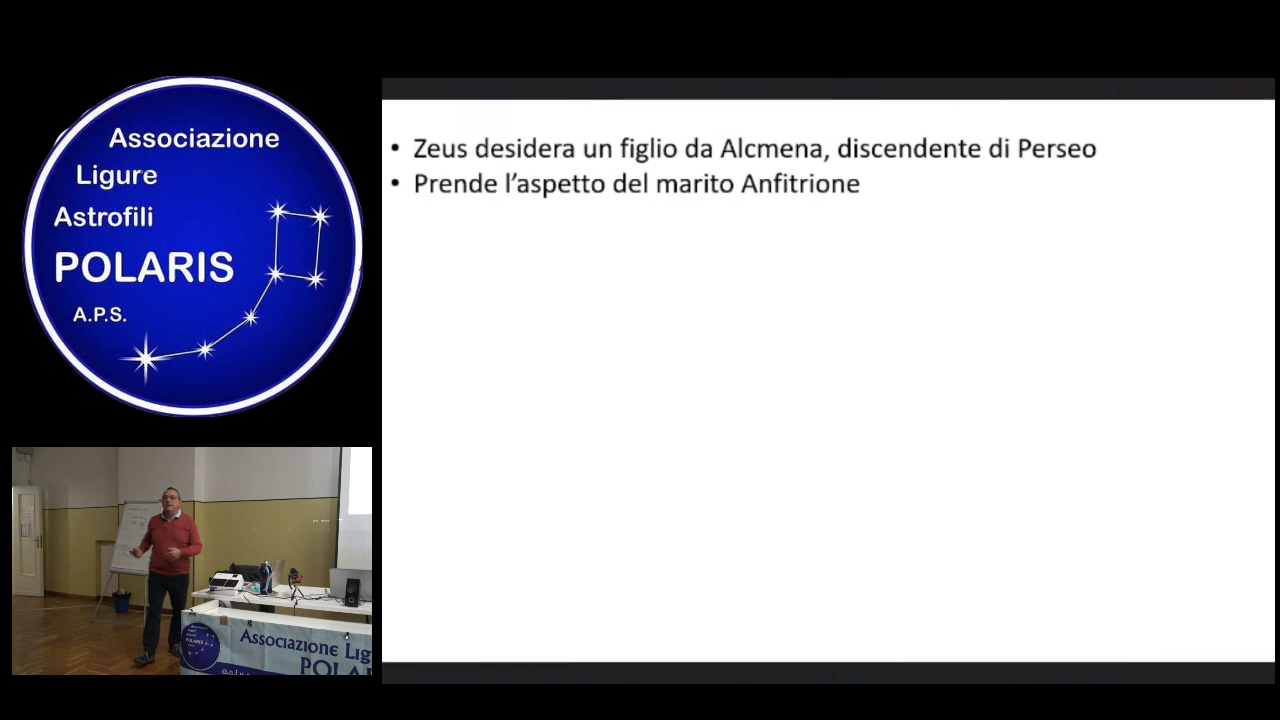 Associazione
Ligure
Astrofili
POLARIS
A.P.S.
• Zeus desidera un figlio da Alcmena, discendente di Perseo
• Prende l’aspetto del marito Anfitrione
Associazione Lig
POLA